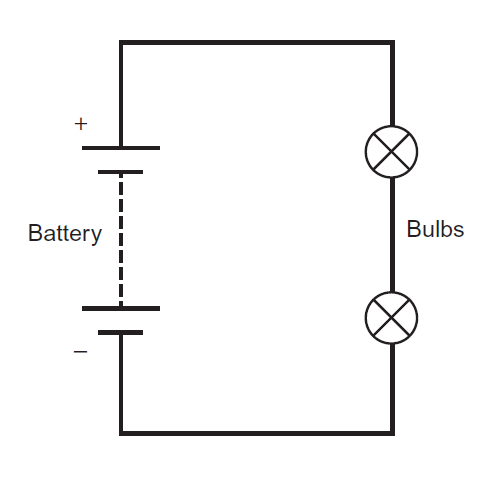 +
Battery
Bulbs
–